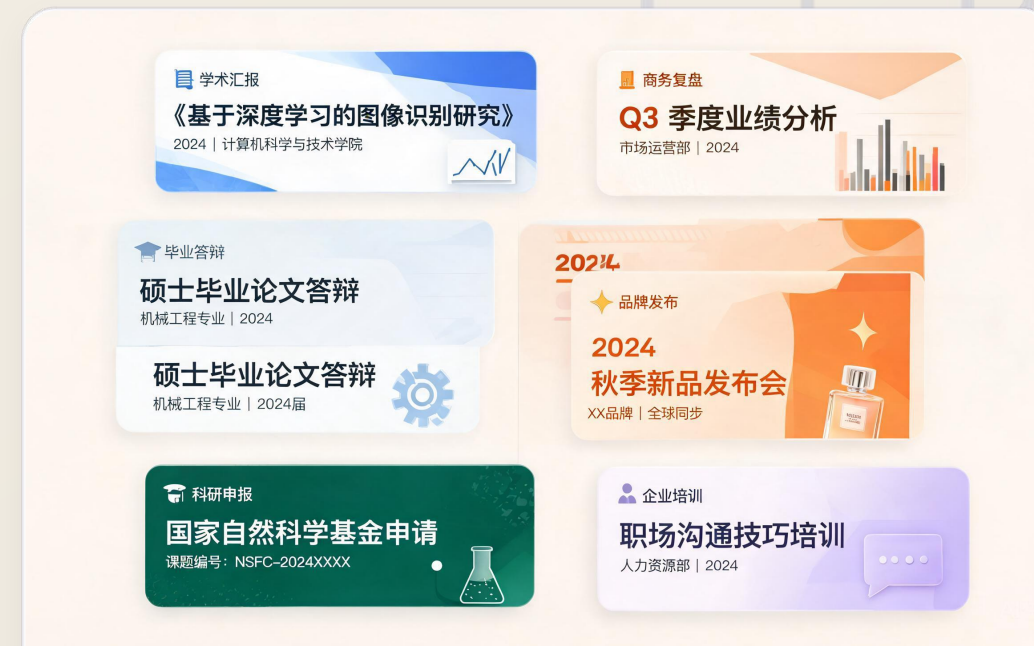 学术汇报
《基于深度学习的图像识别研究》
2024 | 计算机科学与技术学院
商务复盘
Q3 季度业绩分析
市场运营部 | 2024
毕业答辩
硕士毕业论文答辩
机械工程专业 | 2024
硕士毕业论文答辩
机械工程专业 | 2024届
2024
品牌发布
2024
秋季新品发布会
XX品牌 | 全球同步
科研申报
国家自然科学基金申请
课题编号：NSFC-2024XXXX
企业培训
职场沟通技巧培训
人力资源部 | 2024